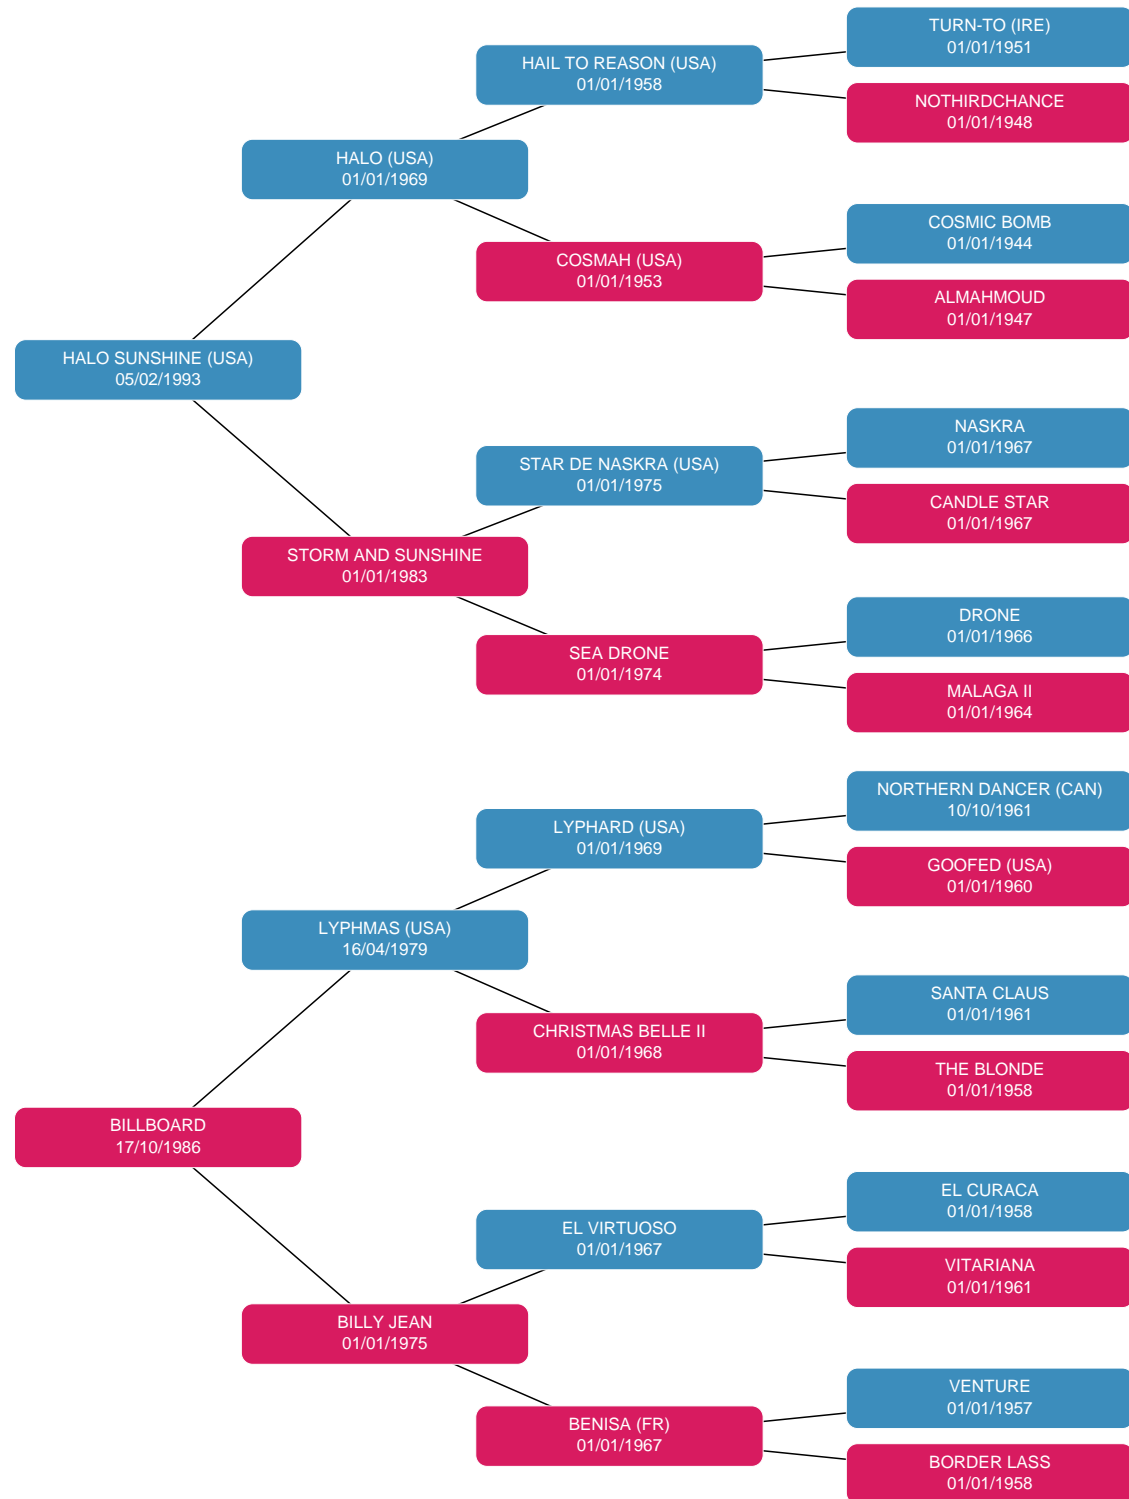 TURN-TO (IRE)
01/01/1951
HAIL TO REASON (USA)
01/01/1958
NOTHIRDCHANCE
01/01/1948
HALO (USA)
01/01/1969
COSMIC BOMB
01/01/1944
COSMAH (USA)
01/01/1953
ALMAHMOUD
01/01/1947
HALO SUNSHINE (USA)
05/02/1993
NASKRA
01/01/1967
STAR DE NASKRA (USA)
01/01/1975
CANDLE STAR
01/01/1967
STORM AND SUNSHINE
01/01/1983
DRONE
01/01/1966
SEA DRONE
01/01/1974
MALAGA II
01/01/1964
NORTHERN DANCER (CAN)
10/10/1961
LYPHARD (USA)
01/01/1969
GOOFED (USA)
01/01/1960
LYPHMAS (USA)
16/04/1979
SANTA CLAUS
01/01/1961
CHRISTMAS BELLE II
01/01/1968
THE BLONDE
01/01/1958
BILLBOARD
17/10/1986
EL CURACA
01/01/1958
EL VIRTUOSO
01/01/1967
VITARIANA
01/01/1961
BILLY JEAN
01/01/1975
VENTURE
01/01/1957
BENISA (FR)
01/01/1967
BORDER LASS
01/01/1958